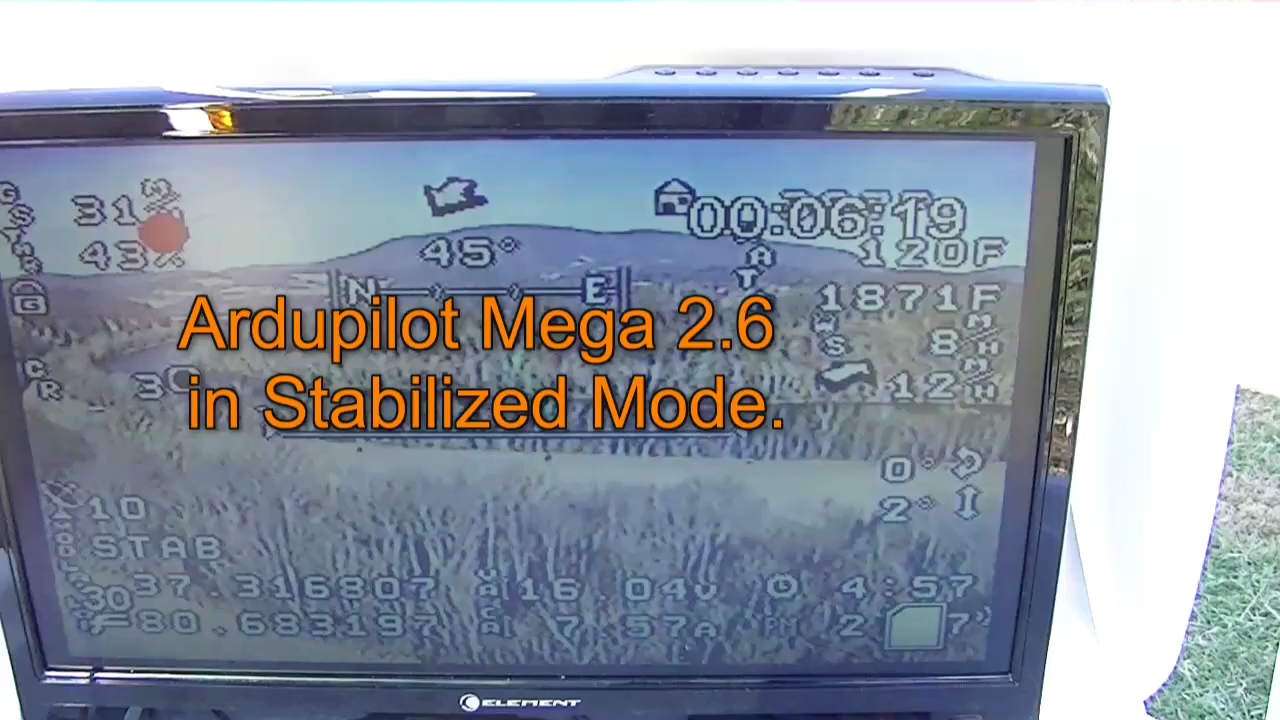 31
00:06:19
43%
45°
A
T
120F
N E
1871F
Ardupilot Mega 2.6
W
S
8 M/H
in Stabilized Mode.
C
R
12 M/H
0°
2°
10
STAB
37.316807 16.04v 4:57
30
-80.683197 7.57A
ELEMENT